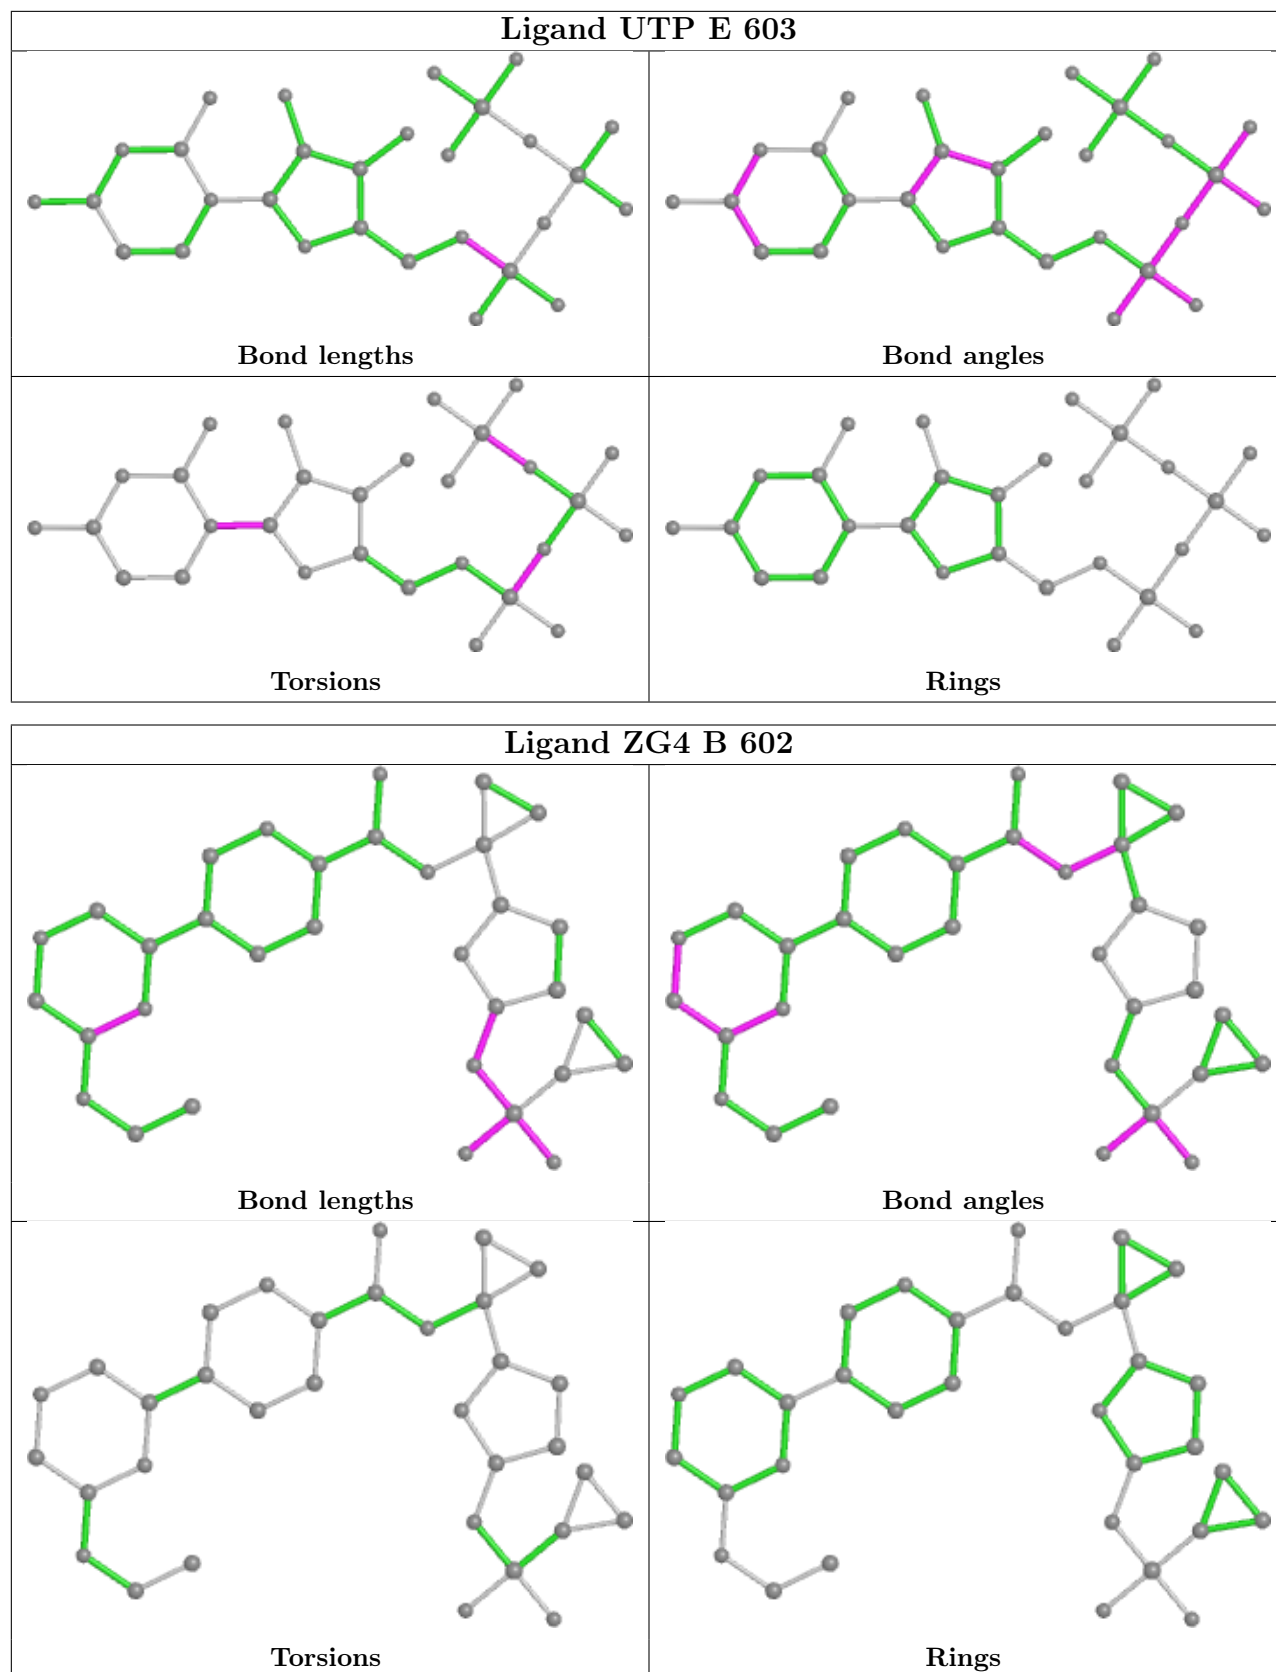 Ligand UTP E 603
Bond lengths
Bond angles
Torsions
Rings
Ligand ZG4 B 602
Bond lengths
Bond angles
Torsions
Rings